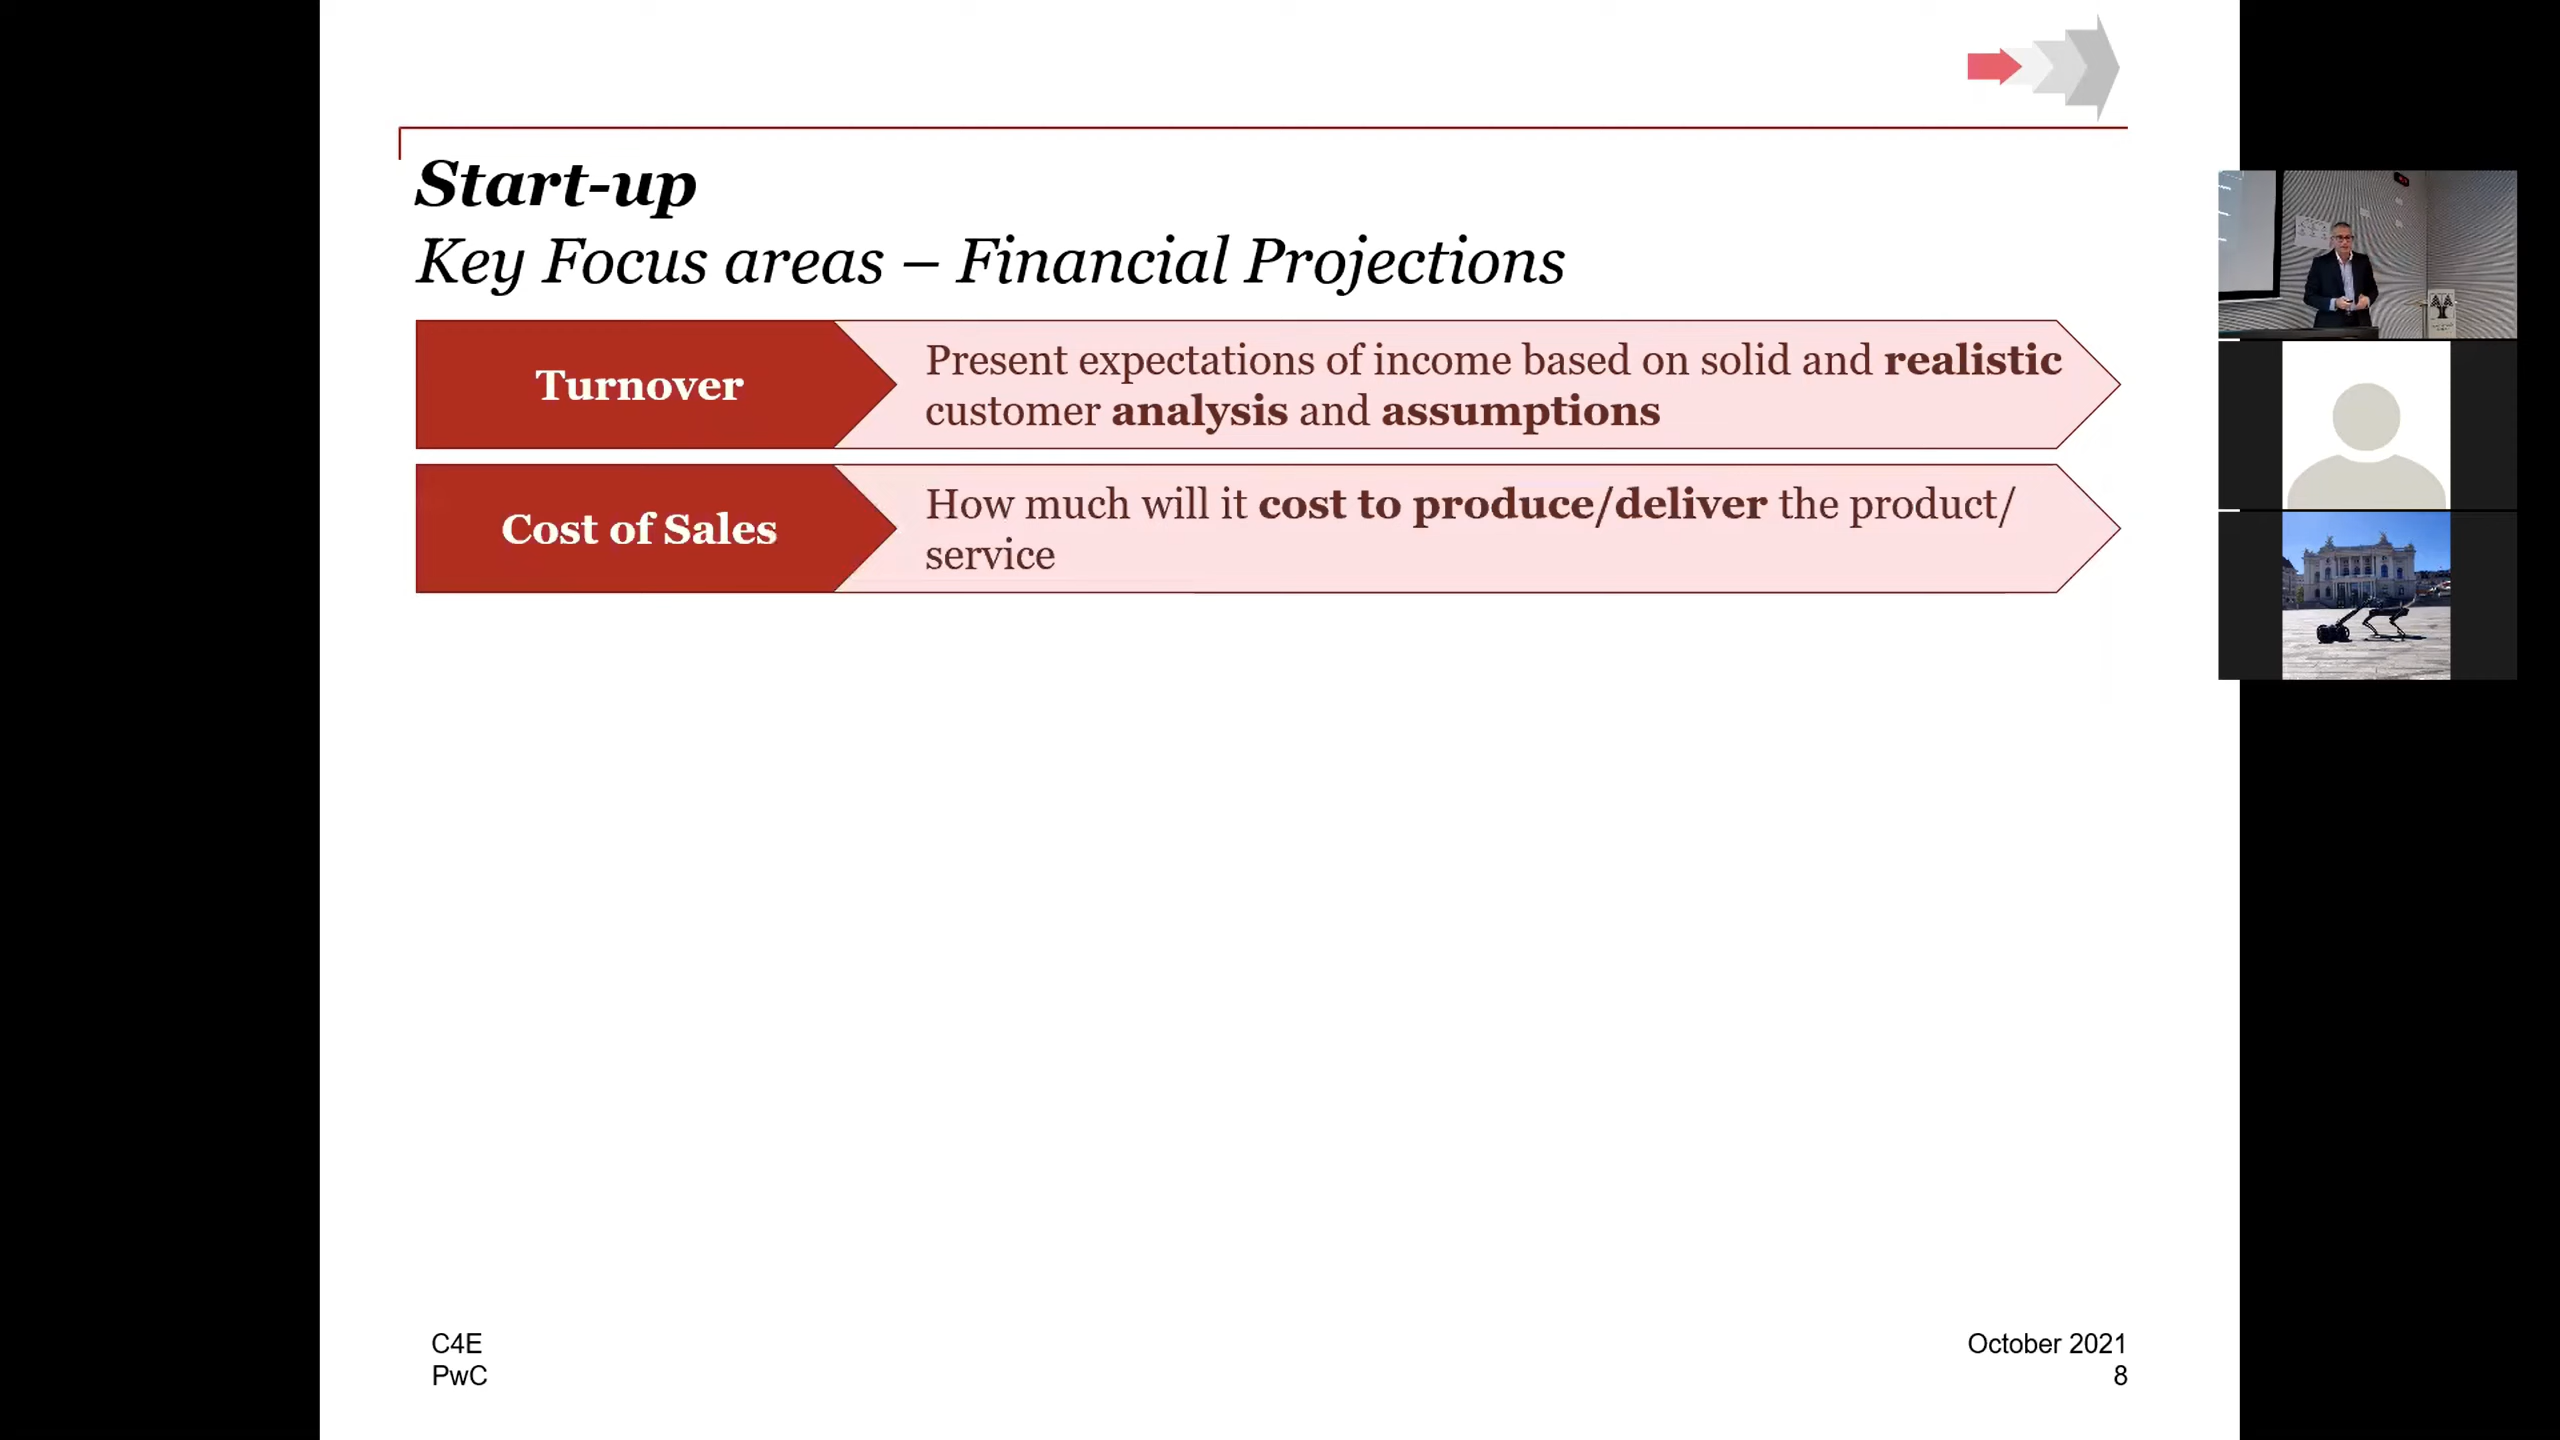 Start-up
Key Focus areas – Financial Projections
Turnover
Present expectations of income based on solid and realistic
customer analysis and assumptions
Cost of Sales
How much will it cost to produce/deliver the product/
service
C4E
PwC
October 2021
8